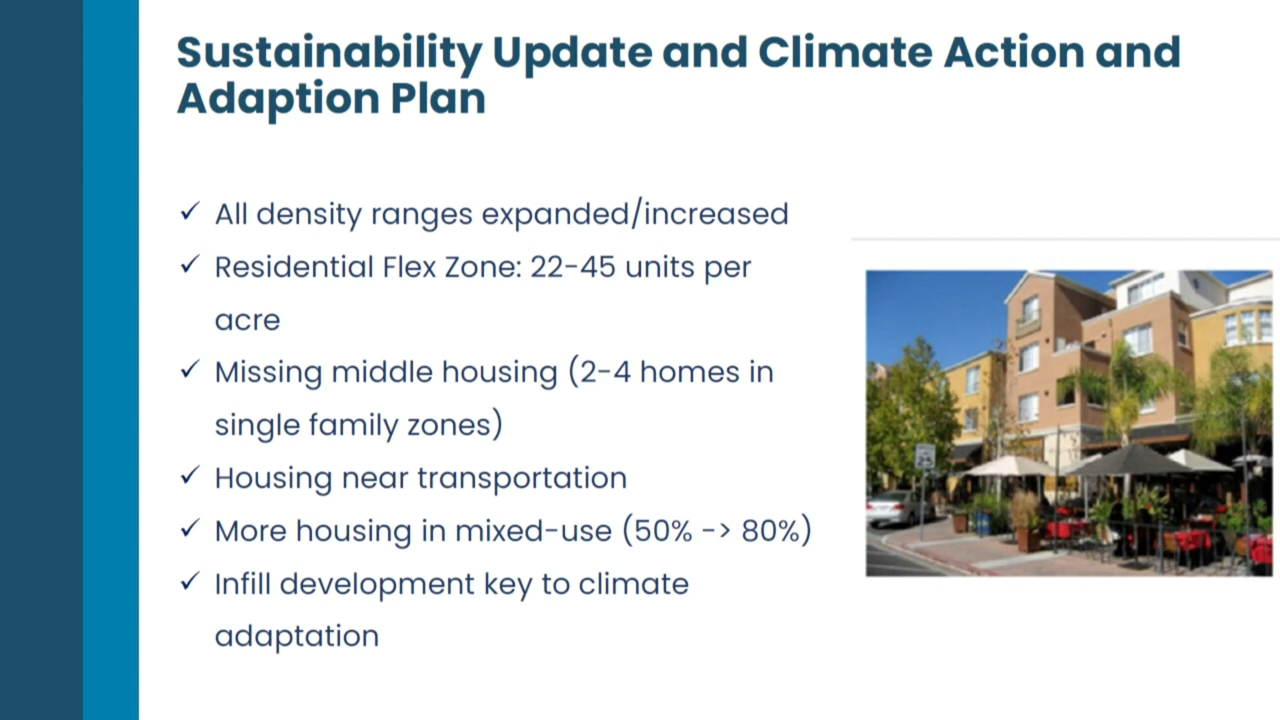 Sustainability Update and Climate Action and
Adaption Plan
✓ All density ranges expanded/increased
✓ Residential Flex Zone: 22-45 units per
acre
✓ Missing middle housing (2-4 homes in
single family zones)
✓ Housing near transportation
✓ More housing in mixed-use (50% -> 80%)
✓ Infill development key to climate
adaptation
25